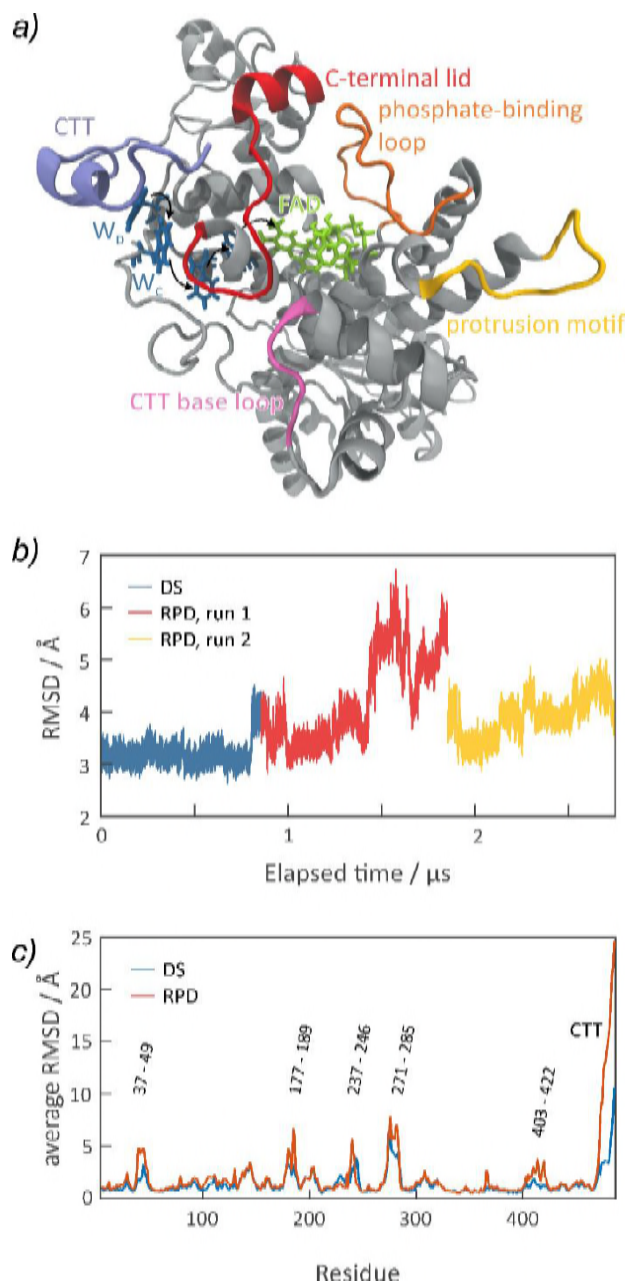 a)
C-terminal lid
phosphate-binding
loop
CTT
FAD
W_D
W_C
protrusion motif
CTT base loop
b)
7
6
5
4
3
2
RMSD / Å
DS
RPD, run 1
RPD, run 2
0
1
2
Elapsed time / μs
c)
25
20
15
10
5
0
average RMSD / Å
DS
RPD
37 - 49
177 - 189
237 - 246
271 - 285
403 - 422
CTT
100
200
300
400
Residue